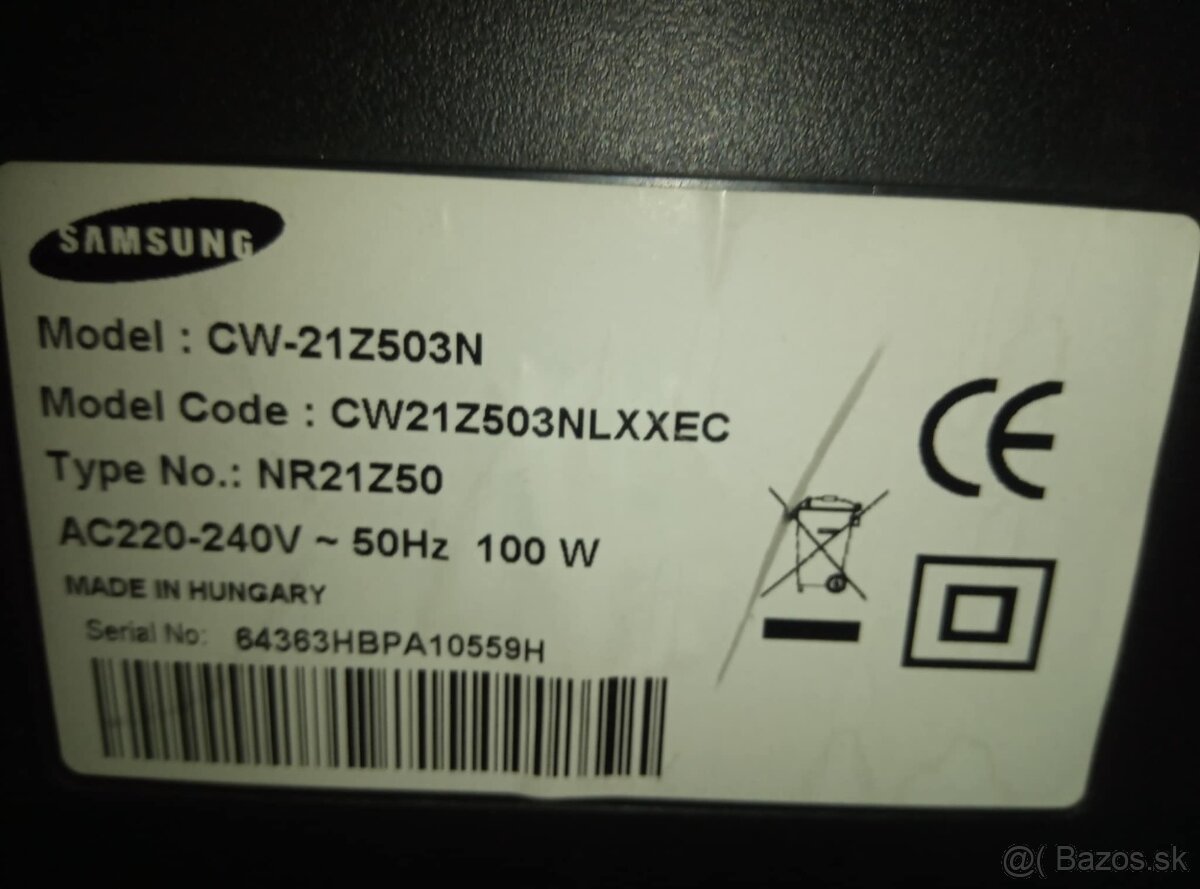 SAMSUNG
Model : CW-21Z503N
Model Code : CW21Z503NLXXEC
Type No.: NR21Z50
AC220-240V ~ 50Hz 100 W
MADE IN HUNGARY
Serial No: 64363HBPA10559H
CE
@( Bazos.sk